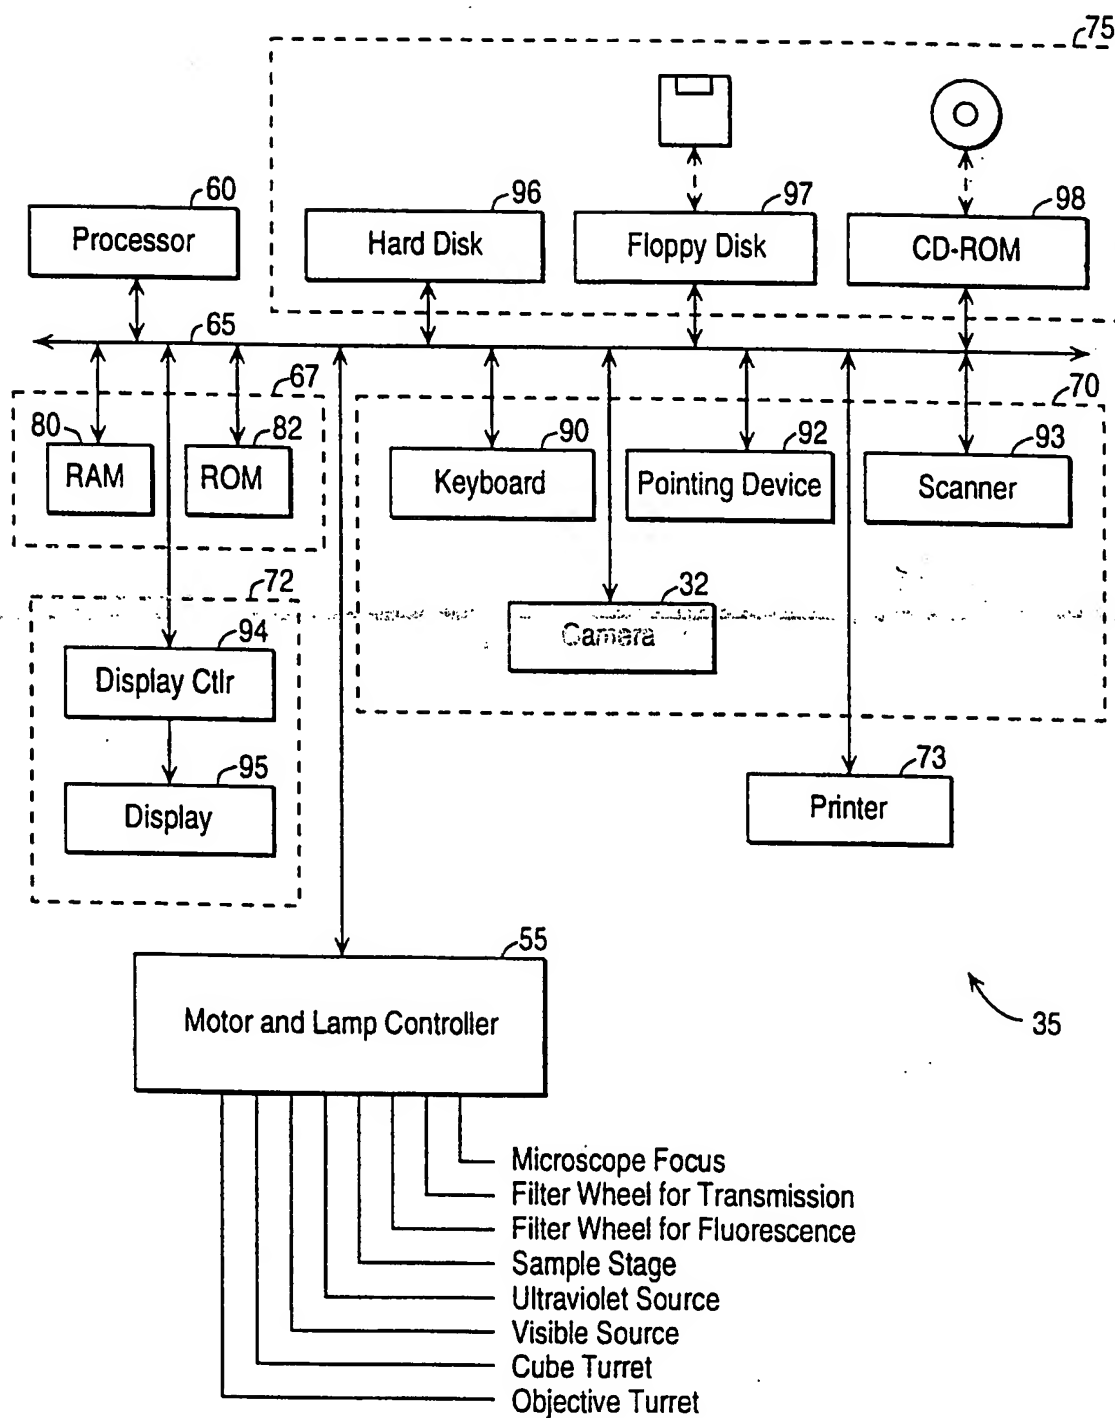 75
60
Processor
96
Hard Disk
97
Floppy Disk
98
CD-ROM
65
67
80
RAM
82
ROM
70
90
Keyboard
92
Pointing Device
93
Scanner
32
Camera
72
94
Display Ctlr
95
Display
73
Printer
55
Motor and Lamp Controller
35
Microscope Focus
Filter Wheel for Transmission
Filter Wheel for Fluorescence
Sample Stage
Ultraviolet Source
Visible Source
Cube Turret
Objective Turret